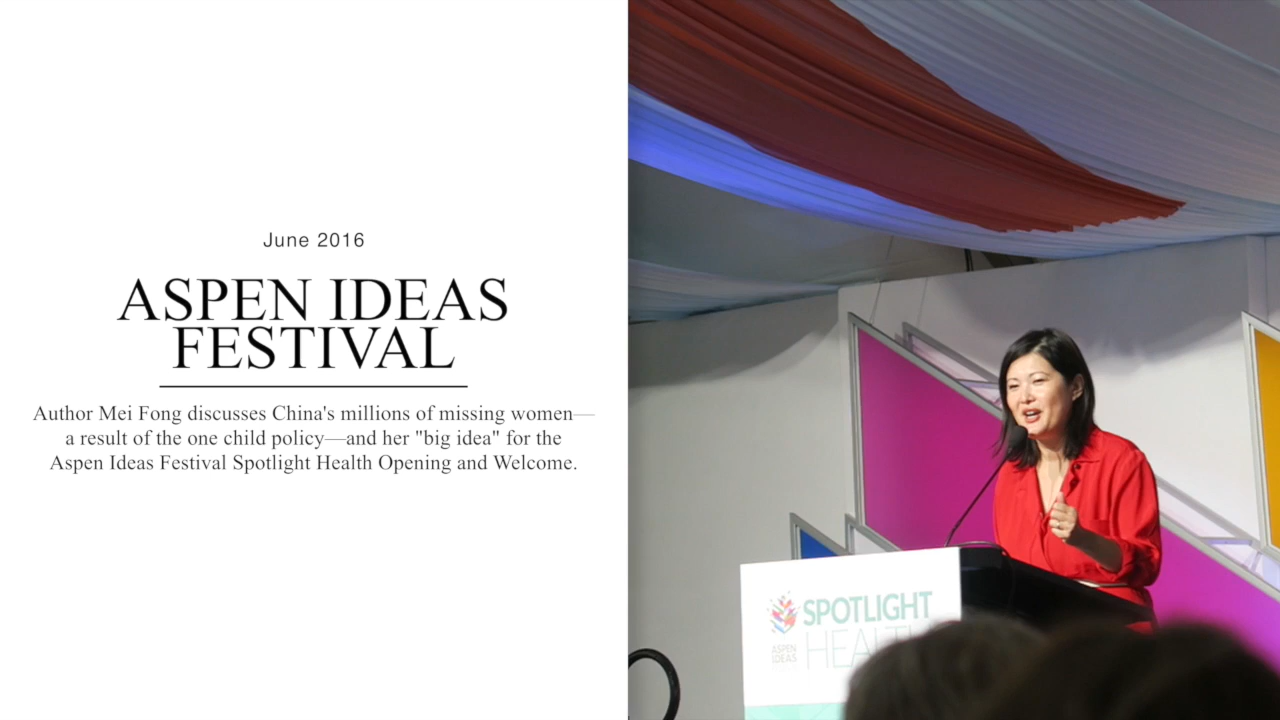 June 2016
ASPEN IDEAS
FESTIVAL
Author Mei Fong discusses China's millions of missing women—
a result of the one child policy—and her "big idea" for the
Aspen Ideas Festival Spotlight Health Opening and Welcome.
SPOTLIGHT
HEALTH
ASPEN
IDEAS